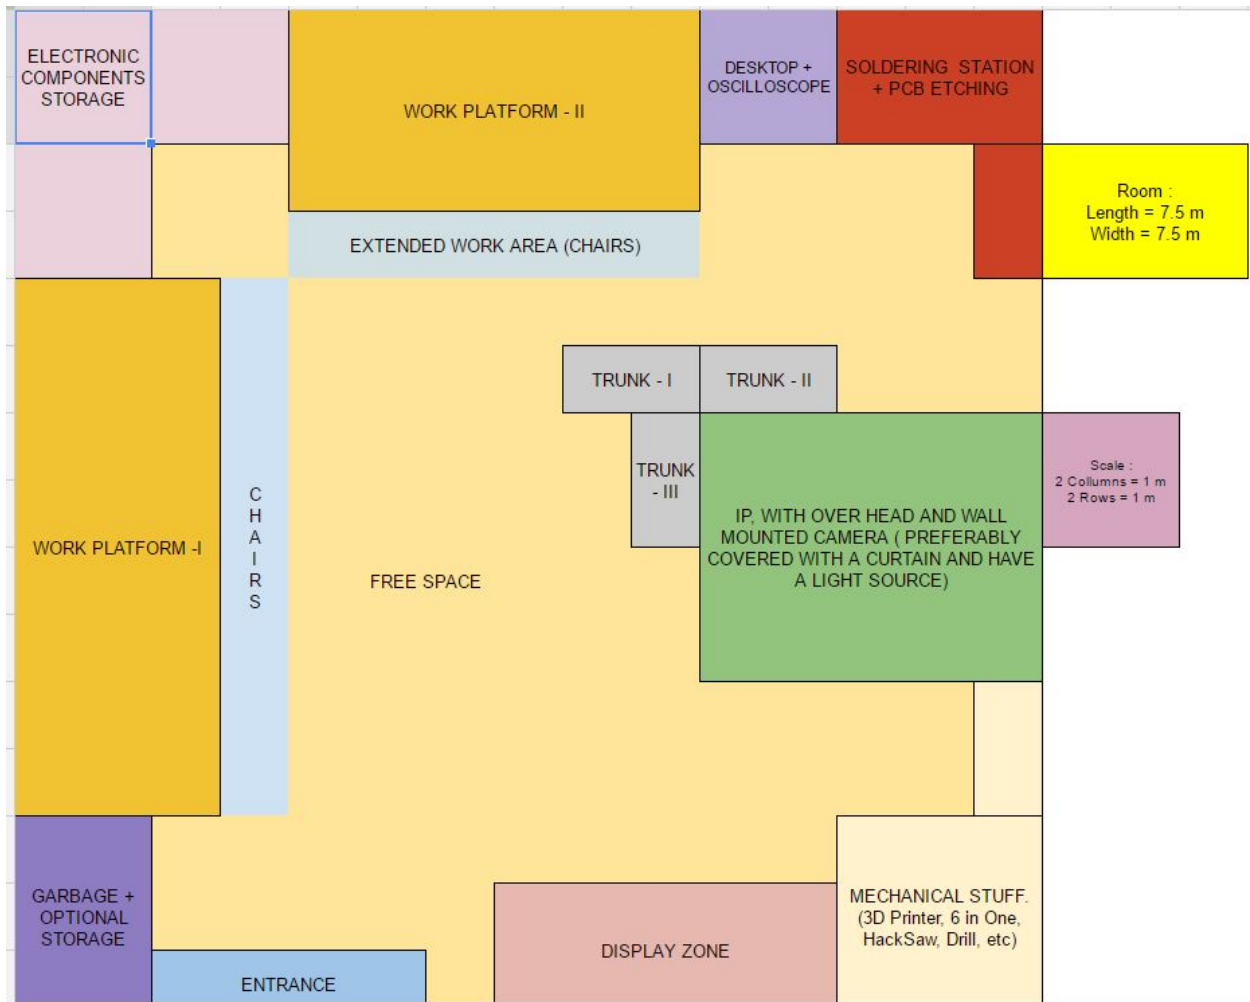 ELECTRONIC
COMPONENTS
STORAGE
WORK PLATFORM - II
DESKTOP +
OSCILLOSCOPE
SOLDERING STATION
+ PCB ETCHING
Room :
Length = 7.5 m
Width = 7.5 m
EXTENDED WORK AREA (CHAIRS)
TRUNK - I
TRUNK - II
TRUNK
- III
Scale :
2 Collumns = 1 m
2 Rows = 1 m
WORK PLATFORM -I
C
H
A
I
R
S
FREE SPACE
IP, WITH OVER HEAD AND WALL
MOUNTED CAMERA ( PREFERABLY
COVERED WITH A CURTAIN AND HAVE
A LIGHT SOURCE)
GARBAGE +
OPTIONAL
STORAGE
ENTRANCE
DISPLAY ZONE
MECHANICAL STUFF.
(3D Printer, 6 in One,
HackSaw, Drill, etc)